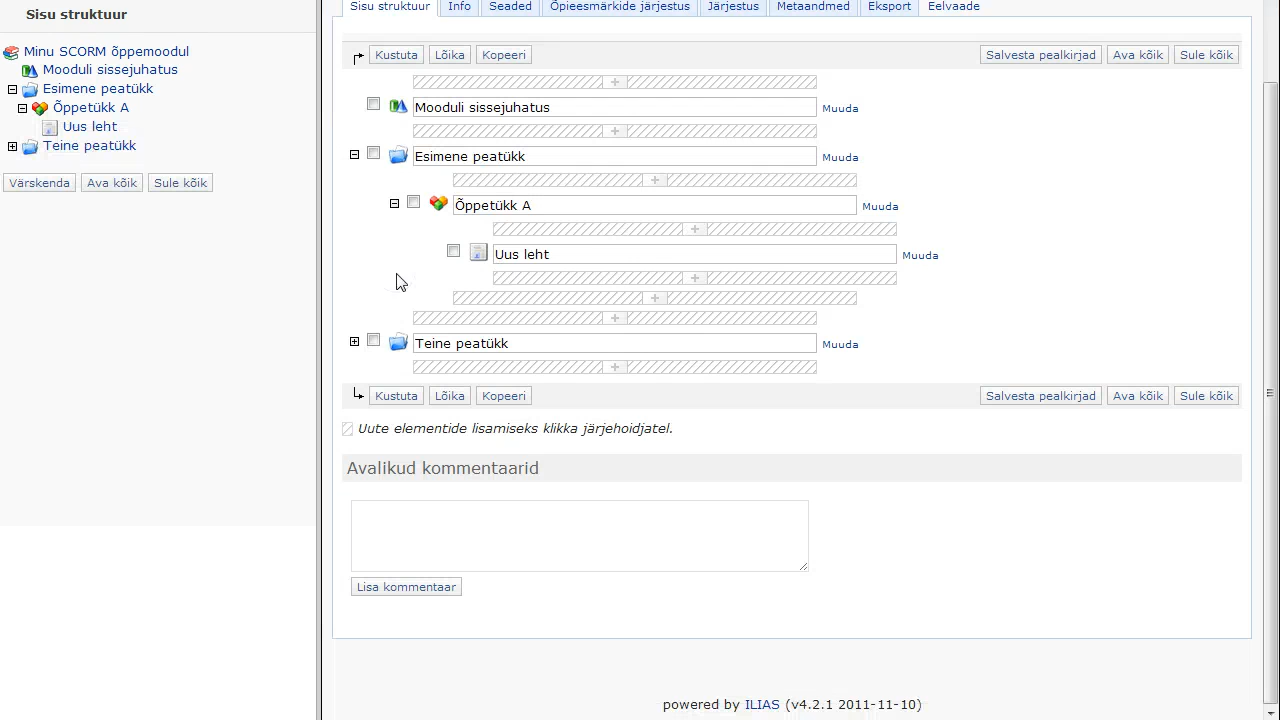 Sisu struktuur
Minu SCORM õppemoodul
Mooduli sissejuhatus
Esimene peatükk
Õppetükk A
Uus leht
Teine peatükk
Värskenda Ava kõik Sule kõik
Sisu struktuur Info Seaded Õpieesmärkide järjestus Järjestus Metaandmed Eksport Eelvaade
Kustuta Lõika Kopeeri Salvesta pealkirjad Ava kõik Sule kõik
Mooduli sissejuhatus Muuda
Esimene peatükk Muuda
Õppetükk A Muuda
Uus leht Muuda
Teine peatükk Muuda
Kustuta Lõika Kopeeri Salvesta pealkirjad Ava kõik Sule kõik
Uute elementide lisamiseks klikka järjehoidjatel.
Avalikud kommentaarid
Lisa kommentaar
powered by ILIAS (v4.2.1 2011-11-10)